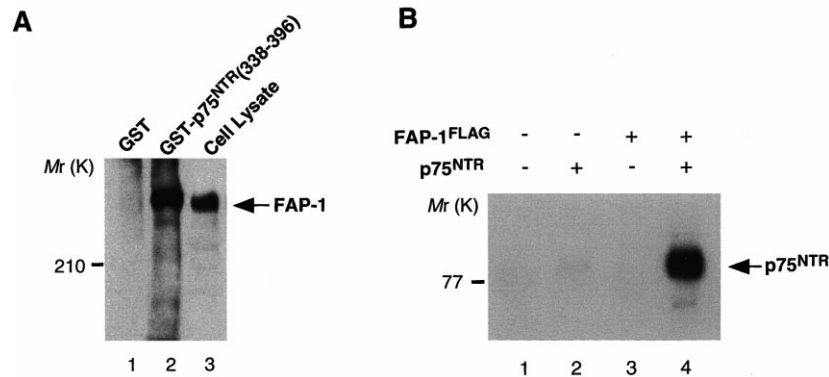 A
GST
GST-p75NTR(338-396)
Cell Lysate
Mr (K)
FAP-1
210
1 2 3
B
FAP-1FLAG - - + +
p75NTR - + - +
Mr (K)
77
p75NTR
1 2 3 4